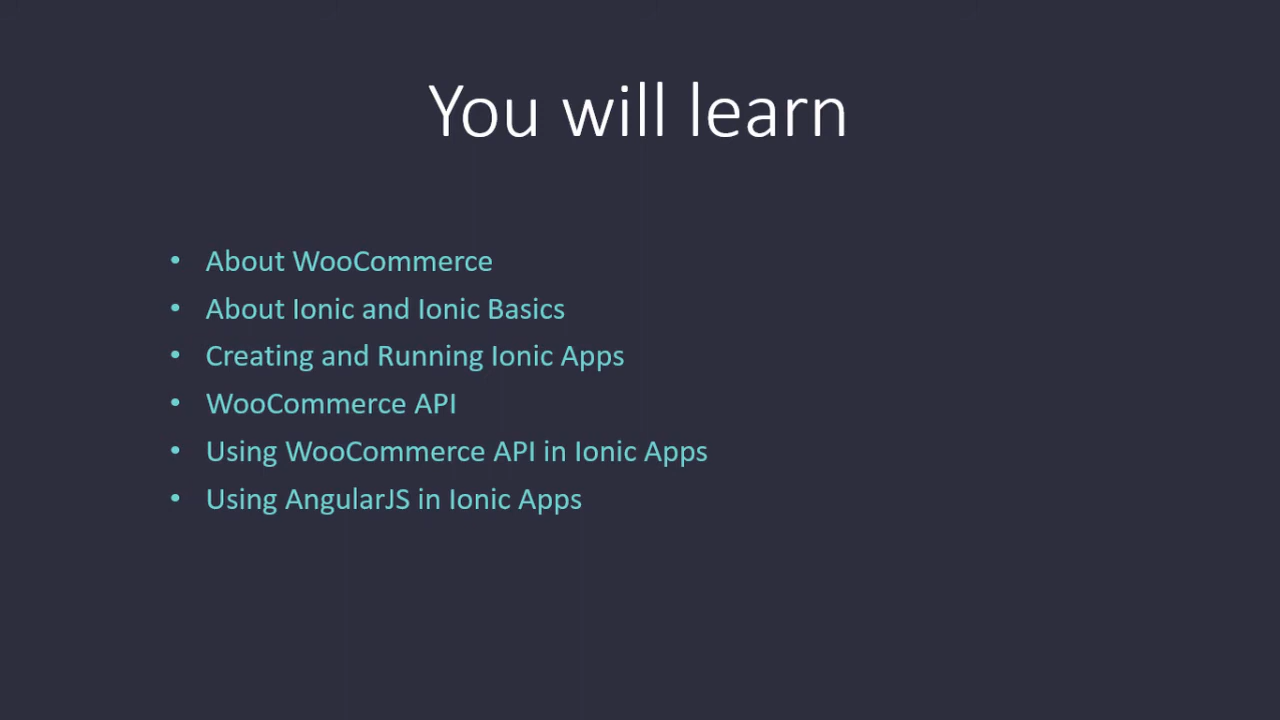 You will learn
• About WooCommerce
• About Ionic and Ionic Basics
• Creating and Running Ionic Apps
• WooCommerce API
• Using WooCommerce API in Ionic Apps
• Using AngularJS in Ionic Apps